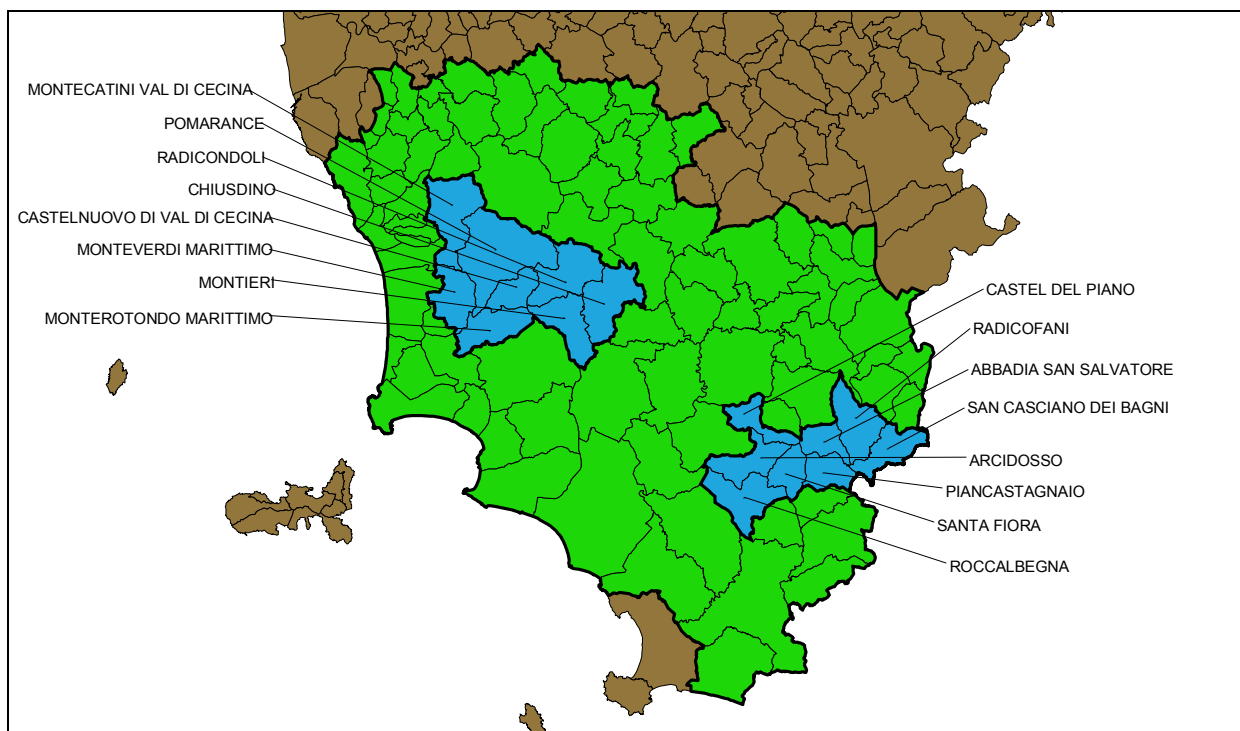 MONTECATINI VAL DI CECINA
POMARANCE
RADICONDOLI
CHIUSDINO
CASTELNUOVO DI VAL DI CECINA
MONTEVERDI MARITTIMO
MONTIERI
MONTEROTONDO MARITTIMO
CASTEL DEL PIANO
RADICOFANI
ABBADIA SAN SALVATORE
SAN CASCIANO DEI BAGNI
ARCIDOSSO
PIANCASTAGNAIO
SANTA FIORA
ROCCALBEGNA